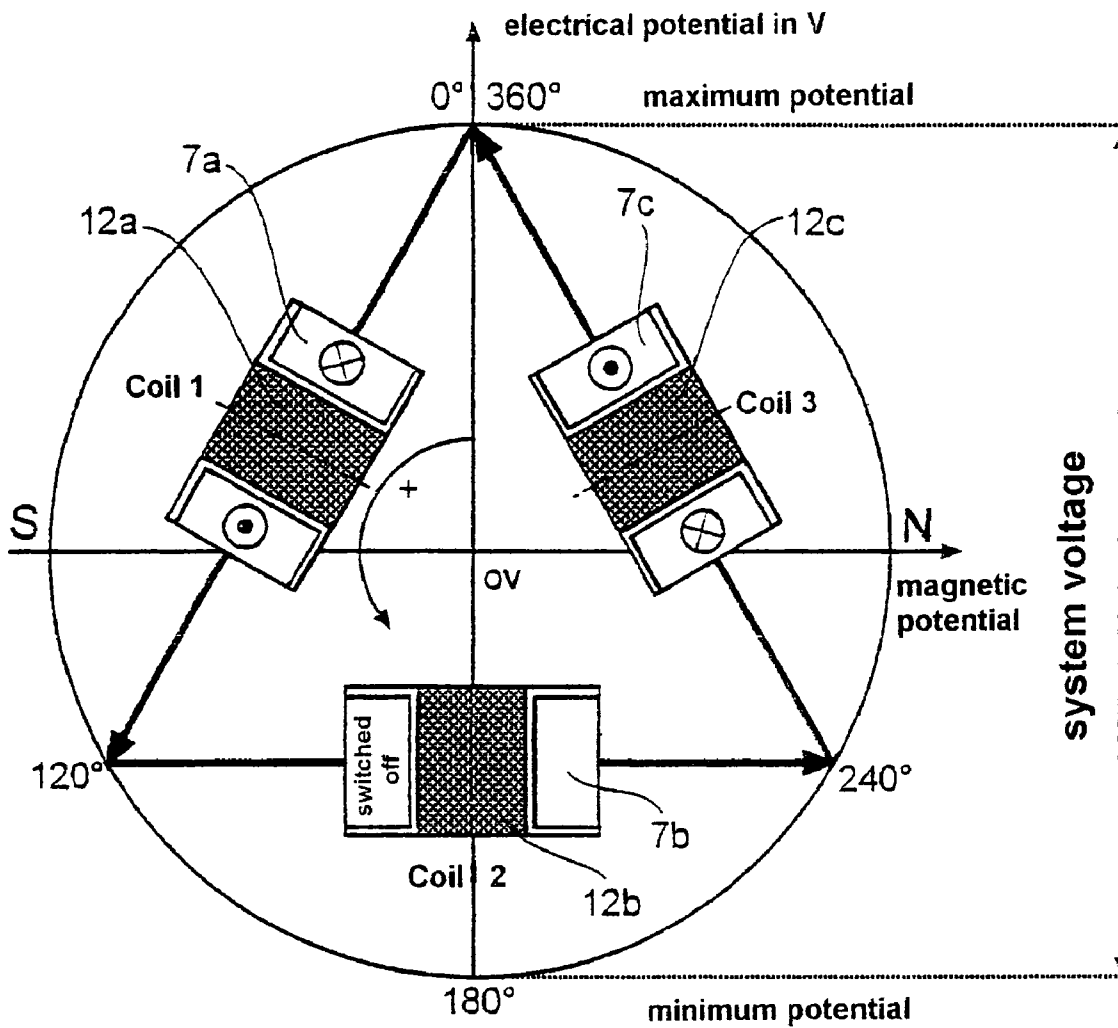 electrical potential in V
0° 360°
maximum potential
7a
7c
12a
12c
Coil 1
Coil 3
+
-
S
N
OV
magnetic
potential
system voltage
switched
off
120°
240°
7b
Coil 2
12b
180°
minimum potential